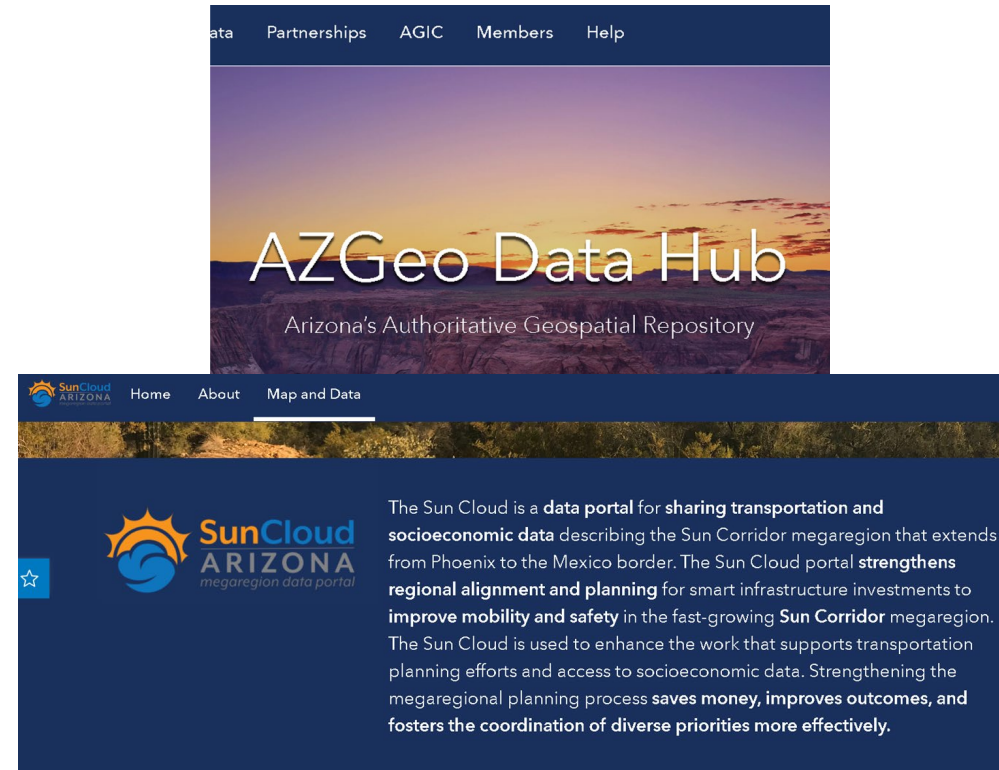 ata Partnerships AGIC Members Help
AZGeo Data Hub
Arizona's Authoritative Geospatial Repository
SunCloud
ARIZONA
megaregion data portal
Home About Map and Data
SunCloud
ARIZONA
megaregion data portal
The Sun Cloud is a data portal for sharing transportation and
socioeconomic data describing the Sun Corridor megaregion that extends
from Phoenix to the Mexico border. The Sun Cloud portal strengthens
regional alignment and planning for smart infrastructure investments to
improve mobility and safety in the fast-growing Sun Corridor megaregion.
The Sun Cloud is used to enhance the work that supports transportation
planning efforts and access to socioeconomic data. Strengthening the
megaregional planning process saves money, improves outcomes, and
fosters the coordination of diverse priorities more effectively.